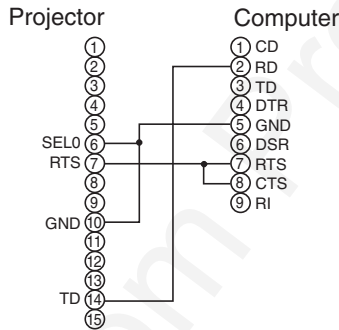 Projector
1
2
3
4
5
SEL0 6
RTS 7
8
9
GND 10
11
12
13
TD 14
15
Computer
1 CD
2 RD
3 TD
4 DTR
5 GND
6 DSR
7 RTS
8 CTS
9 RI